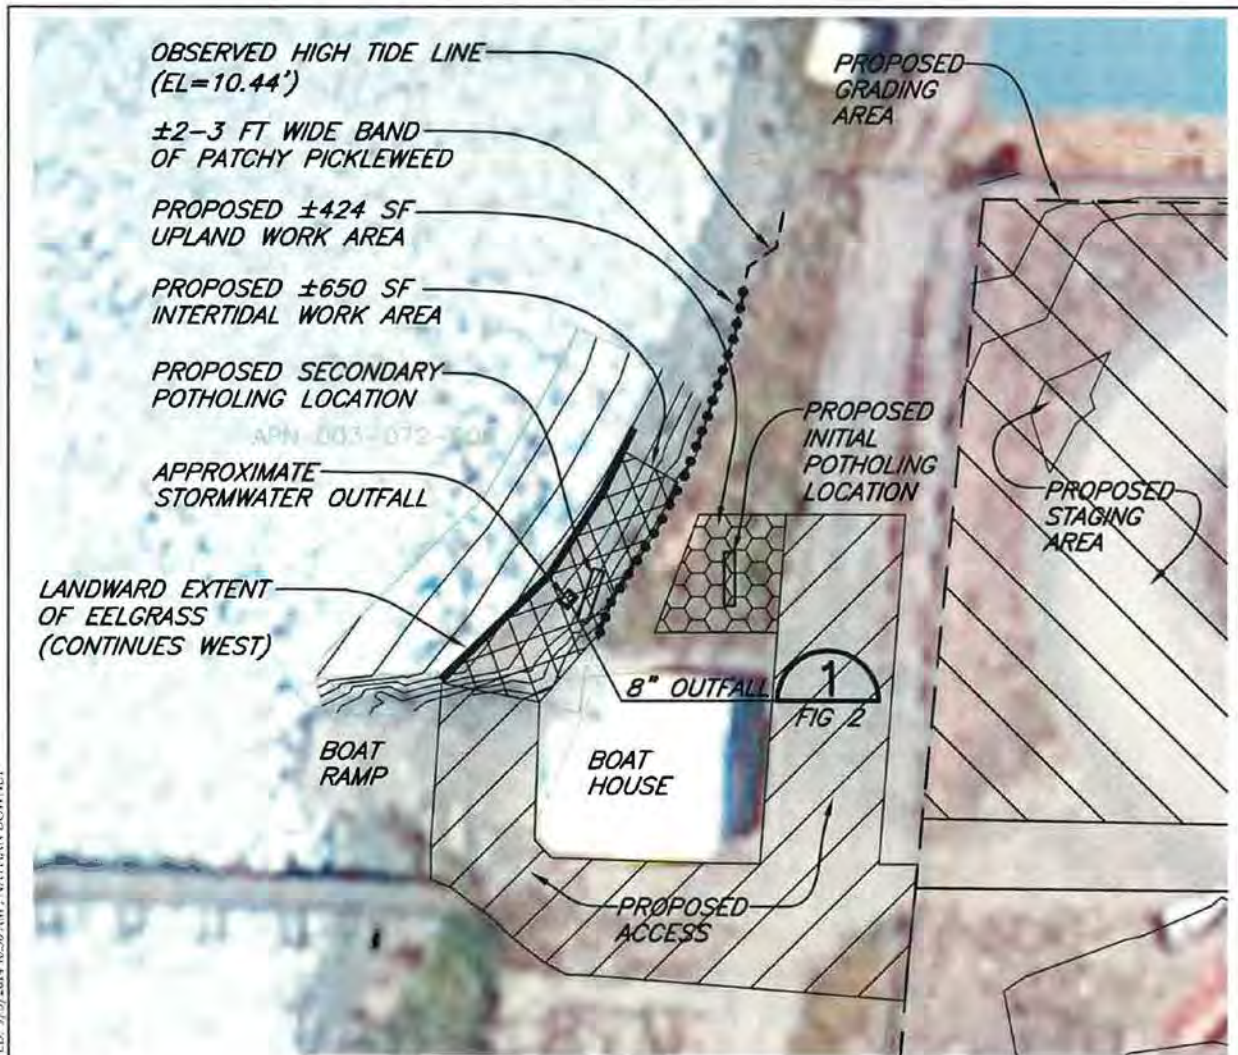 OBSERVED HIGH TIDE LINE
(EL=10.44')
±2-3 FT WIDE BAND
OF PATCHY PICKLEWEED
PROPOSED ±424 SF
UPLAND WORK AREA
PROPOSED ±650 SF
INTERTIDAL WORK AREA
PROPOSED SECONDARY
POTHOLING LOCATION
APPROXIMATE
STORMWATER OUTFALL
LANDWARD EXTENT
OF EELGRASS
(CONTINUES WEST)
PROPOSED
GRADING
AREA
PROPOSED
INITIAL
POTHOLING
LOCATION
PROPOSED
STAGING
AREA
8" OUTFALL
1
FIG 2
BOAT
RAMP
BOAT
HOUSE
PROPOSED
ACCESS
APN 003-072-